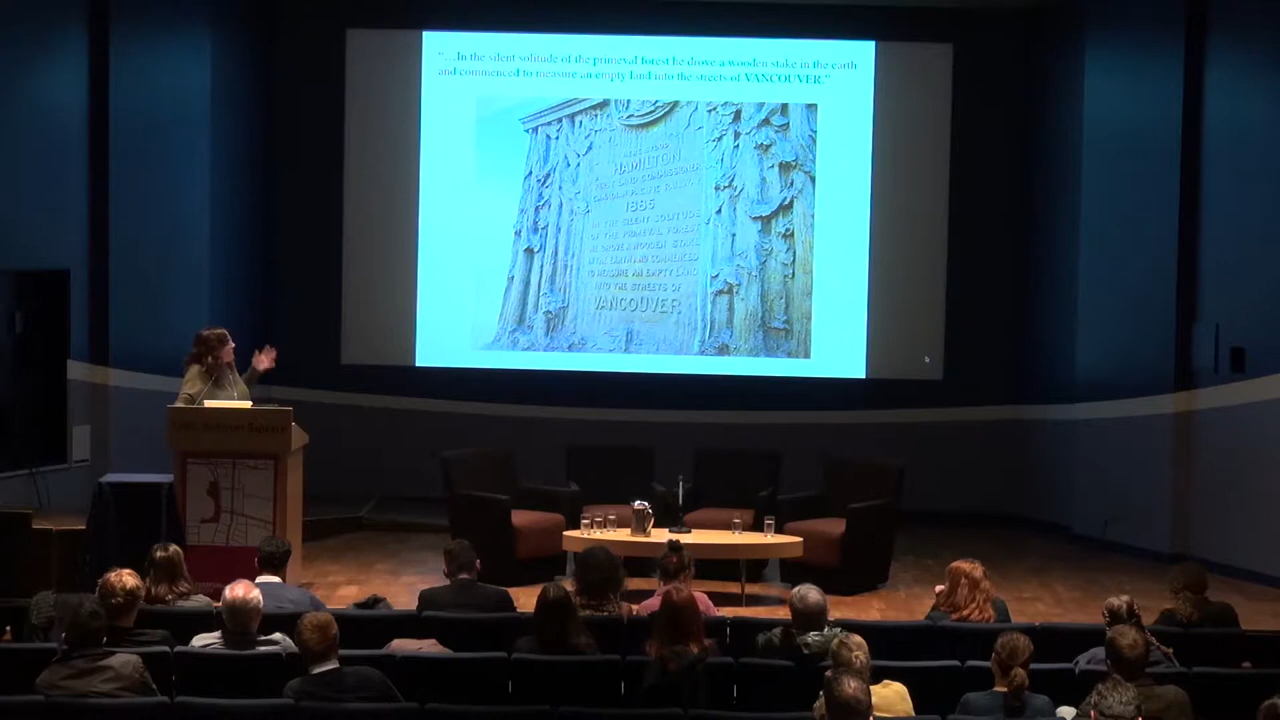 “…In the silent solitude of the primeval forest he drove a wooden stake in the earth
and commenced to measure an empty land into the streets of VANCOUVER.”
HERE STOOD
HAMILTON
FIRST LAND COMMISSIONER
CANADIAN PACIFIC RAILWAY
1885
IN THE SILENT SOLITUDE
OF THE PRIMEVAL FOREST
HE DROVE A WOODEN STAKE
IN THE EARTH AND COMMENCED
TO MEASURE AN EMPTY LAND
INTO THE STREETS OF
VANCOUVER